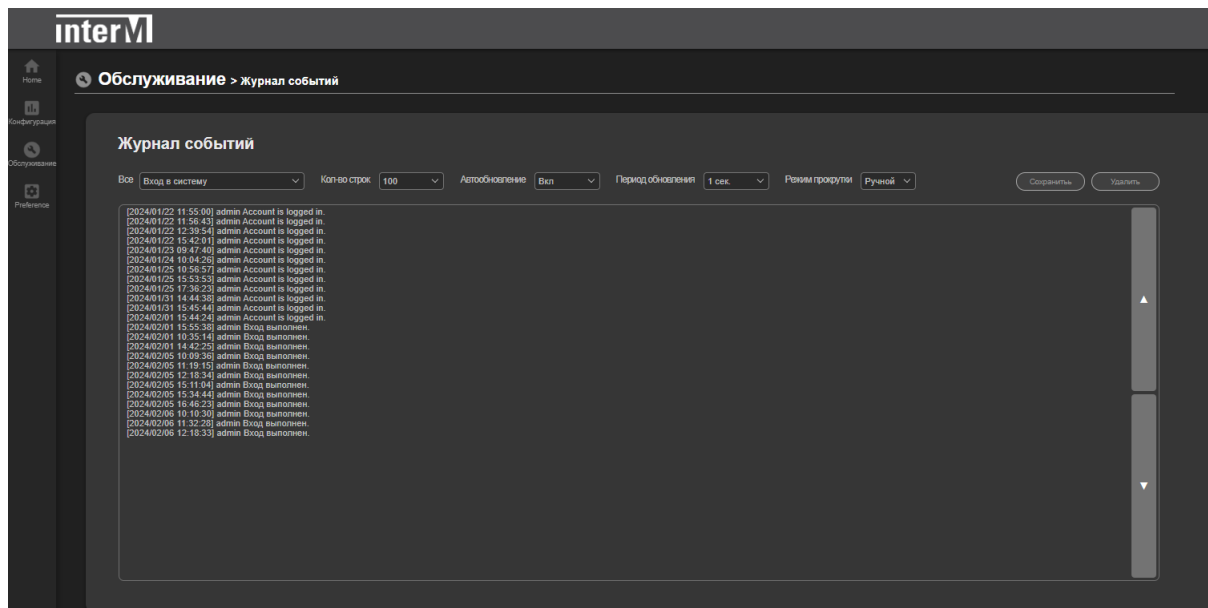 interM
Home
Конфигурация
Обслуживание
Preference
Обслуживание > Журнал событий
Журнал событий
Все Вход в систему Кол-во строк 100 Автообновление Вкл Период обновления 1 сек. Режим прокрутки Ручной Сохранитьь Удалить
[2024/01/22 11:55:00] admin Account is logged in.
[2024/01/22 11:56:43] admin Account is logged in.
[2024/01/22 12:39:54] admin Account is logged in.
[2024/01/22 15:42:01] admin Account is logged in.
[2024/01/23 09:47:40] admin Account is logged in.
[2024/01/24 10:04:26] admin Account is logged in.
[2024/01/25 10:56:57] admin Account is logged in.
[2024/01/25 15:53:53] admin Account is logged in.
[2024/01/25 17:36:23] admin Account is logged in.
[2024/01/31 14:44:38] admin Account is logged in.
[2024/01/31 15:45:44] admin Account is logged in.
[2024/02/01 15:44:24] admin Account is logged in.
[2024/02/01 15:55:38] admin Вход выполнен.
[2024/02/01 10:35:14] admin Вход выполнен.
[2024/02/01 14:42:25] admin Вход выполнен.
[2024/02/05 10:09:36] admin Вход выполнен.
[2024/02/05 11:19:15] admin Вход выполнен.
[2024/02/05 12:18:34] admin Вход выполнен.
[2024/02/05 15:11:04] admin Вход выполнен.
[2024/02/05 15:34:44] admin Вход выполнен.
[2024/02/05 16:46:23] admin Вход выполнен.
[2024/02/06 10:10:30] admin Вход выполнен.
[2024/02/06 11:32:28] admin Вход выполнен.
[2024/02/06 12:18:33] admin Вход выполнен.